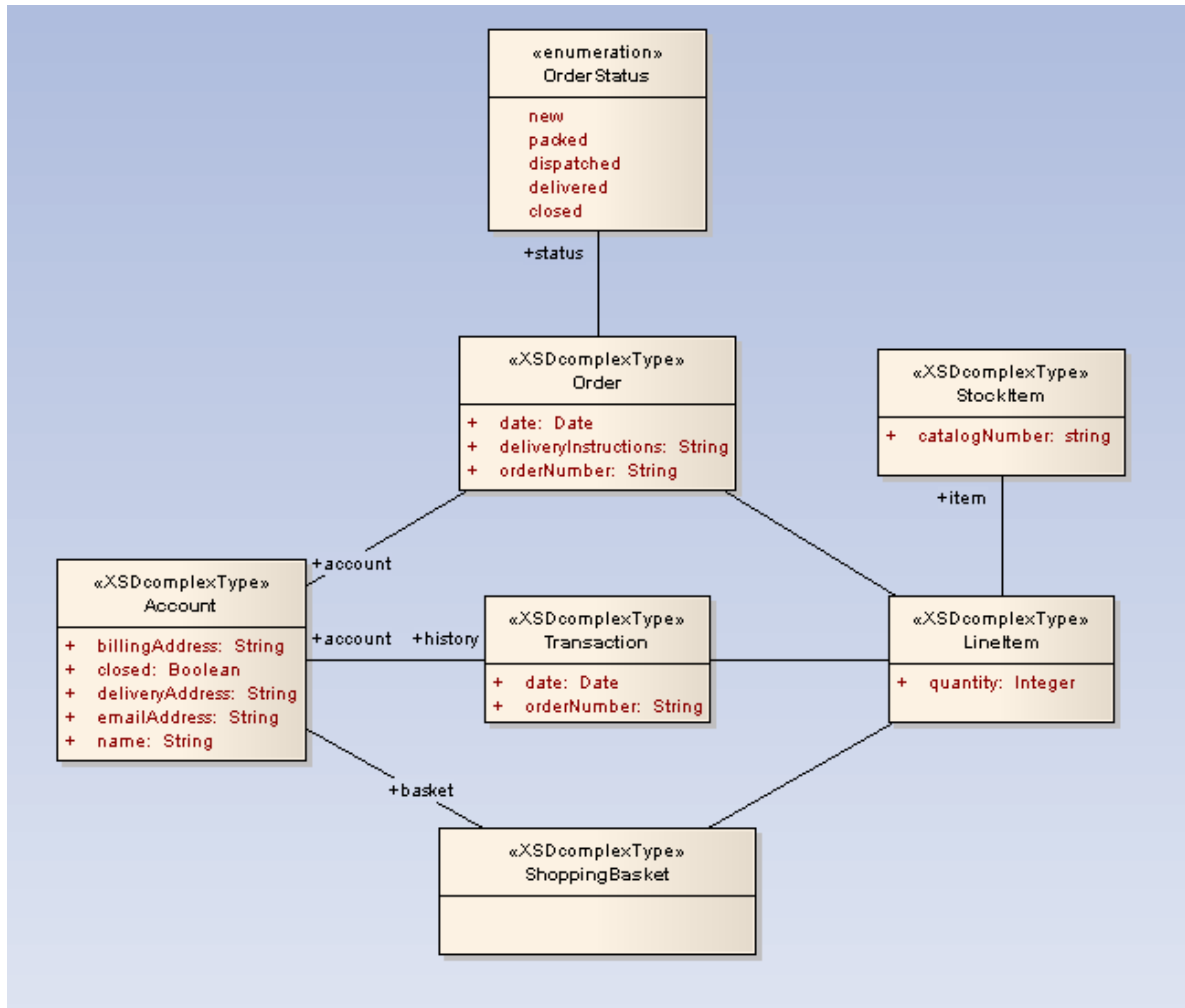 «enumeration»
OrderStatus
new
packed
dispatched
delivered
closed
+status
«XSDcomplexType»
Order
+ date: Date
+ deliveryInstructions: String
+ orderNumber: String
«XSDcomplexType»
StockItem
+ catalogNumber: string
+item
+account
«XSDcomplexType»
Account
+ billingAddress: String
+ closed: Boolean
+ deliveryAddress: String
+ emailAddress: String
+ name: String
+account
+history
«XSDcomplexType»
Transaction
+ date: Date
+ orderNumber: String
«XSDcomplexType»
LineItem
+ quantity: Integer
+basket
«XSDcomplexType»
ShoppingBasket